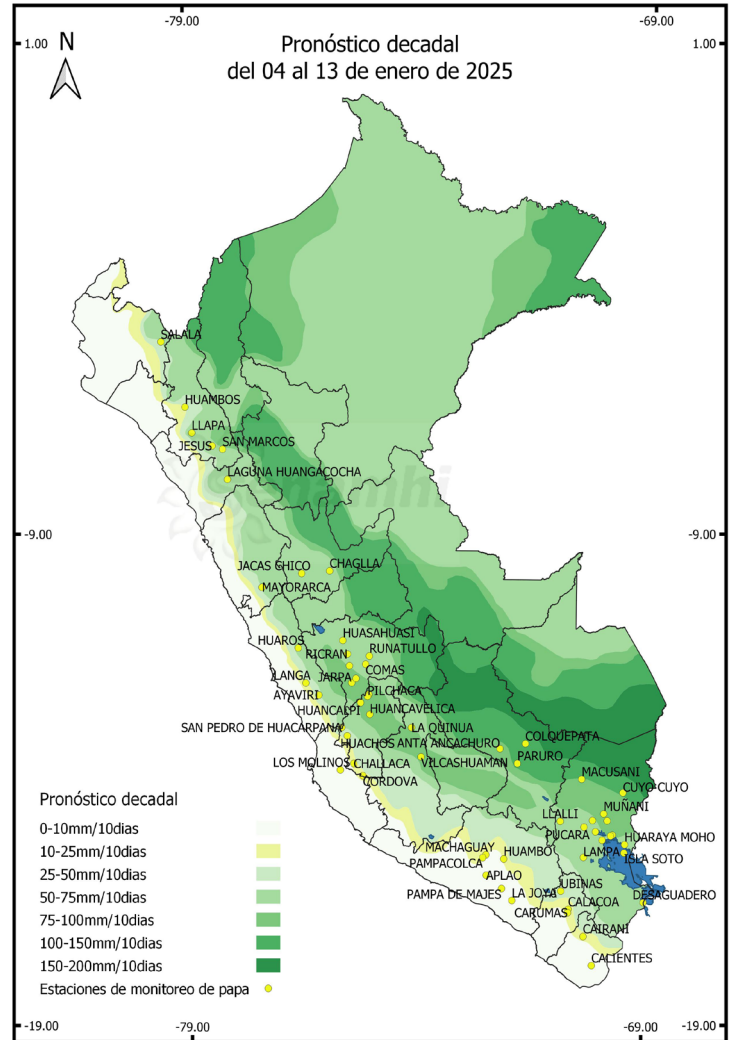 -79.00
-69.00
1.00
N
Pronóstico decadal
del 04 al 13 de enero de 2025
1.00
SALALA
HUAMBOS
LLAPA
JESUS
SAN MARCOS
LAGUNA HUANGACOCHA
Senamhi
-9.00
-9.00
JACAS CHICO
CHAGLLA
MAYORARCA
HUASAHUASI
HUAROS
RUNATULLO
RICRAN
COMAS
LANGA
JARPA
PILCHACA
AYAVIRI
HUANCALPI
HUANCAVELICA
SAN PEDRO DE HUACARPANA
LA QUINUA
COLQUEPATA
HUACHOS
ANTA ANCACHURO
PARURO
LOS MOLINOS
CHALLACA
VILCASHUAMAN
MACUSANI
CORDOVA
CUYO-CUYO
Pronóstico decadal
MUÑANI
LLALLI
0-10mm/10dias
PUCARA
HUARAYA MOHO
10-25mm/10dias
MACHAGUAY
HUAMBO
LAMPA
ISLA SOTO
25-50mm/10dias
PAMPACOLCA
APLAO
50-75mm/10dias
PAMPA DE MAJES
LA JOYA
UBINAS
DESAGUADERO
CALACOA
75-100mm/10dias
CARUMAS
CAIRANI
100-150mm/10dias
CALIENTES
150-200mm/10dias
Estaciones de monitoreo de papa
-19.00
-19.00
-79.00
-69.00